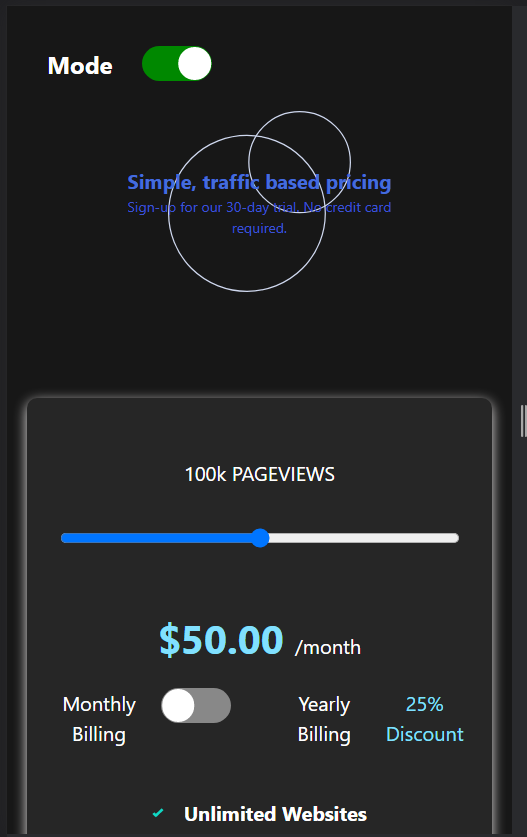 Mode
Simple, traffic based pricing
Sign-up for our 30-day trial. No credit card
required.
100k PAGEVIEWS
$50.00 /month
Monthly
Billing
Yearly
Billing
25%
Discount
Unlimited Websites